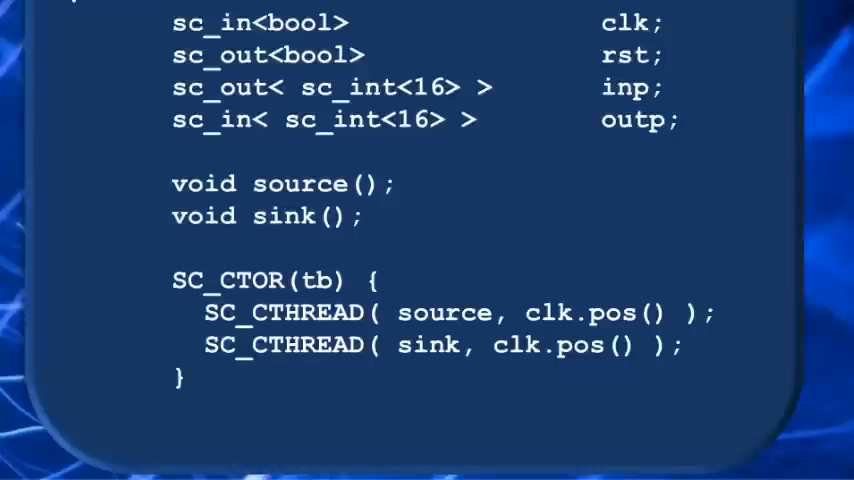 sc_in<bool> clk;
sc_out<bool> rst;
sc_out< sc_int<16> > inp;
sc_in< sc_int<16> > outp;
void source();
void sink();
SC_CTOR(tb) {
SC_CTHREAD( source, clk.pos() );
SC_CTHREAD( sink, clk.pos() );
}